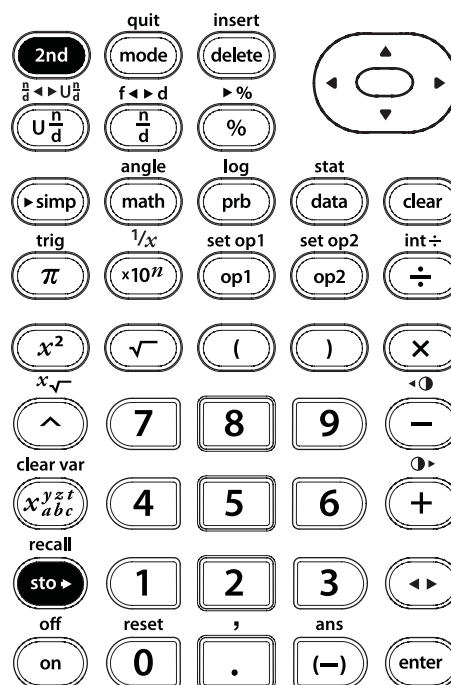 quit insert
2nd mode delete
n/d ◄► U n/d f◄►d ►%
U n/d n/d %
angle log stat
►simp math prb data clear
trig 1/x set op1 set op2 int÷
π ×10ⁿ op1 op2 ÷
x² √ ( ) ×
ˣ√ ◄◑
^ 7 8 9 −
clear var ◑►
x y z t a b c 4 5 6 +
recall
sto► 1 2 3 ◄►
off reset , ans
on 0 . (−) enter